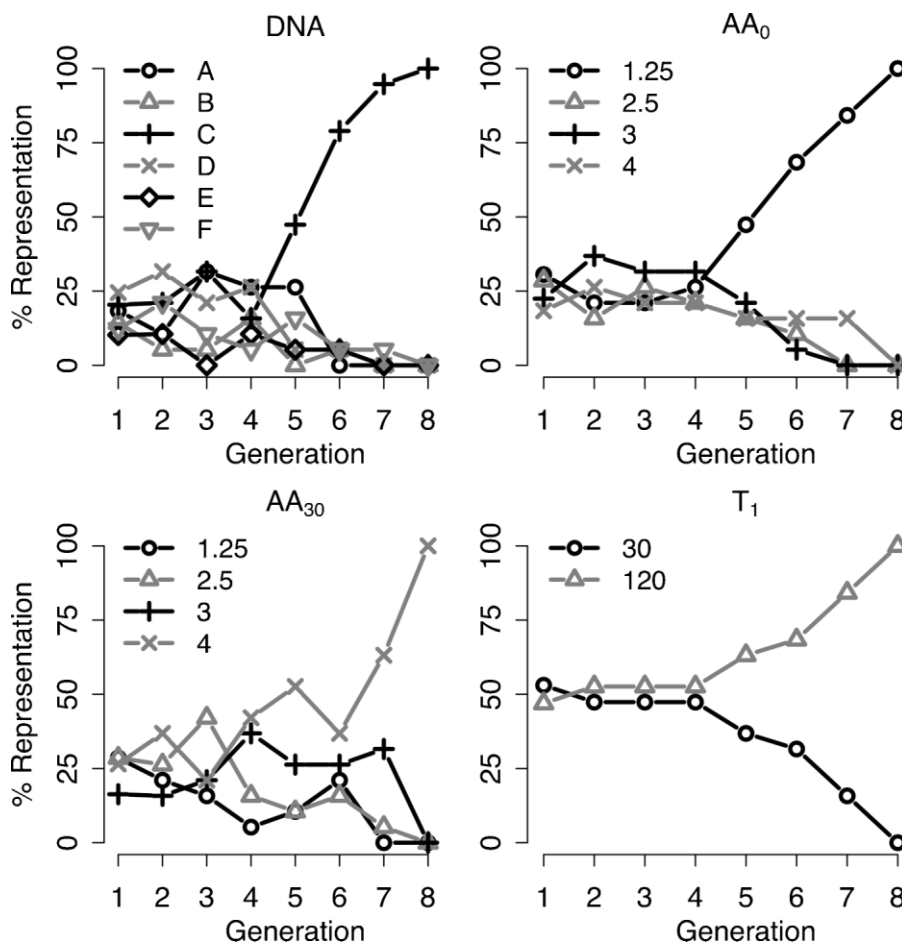 DNA
% Representation
0 25 50 75 100
A
B
C
D
E
F
1 2 3 4 5 6 7 8
Generation
AA₀
% Representation
0 25 50 75 100
1.25
2.5
3
4
1 2 3 4 5 6 7 8
Generation
AA₃₀
% Representation
0 25 50 75 100
1.25
2.5
3
4
1 2 3 4 5 6 7 8
Generation
T₁
% Representation
0 25 50 75 100
30
120
1 2 3 4 5 6 7 8
Generation